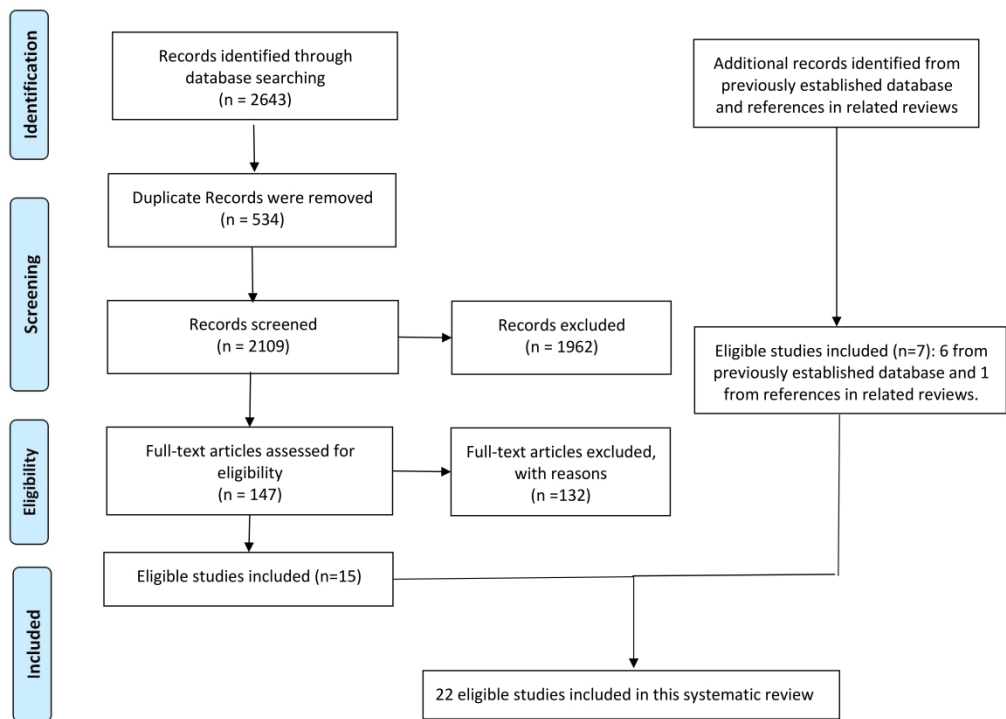 Identification
Records identified through
database searching
(n = 2643)
Additional records identified from
previously established database
and references in related reviews
Screening
Duplicate Records were removed
(n = 534)
Records screened
(n = 2109)
Records excluded
(n = 1962)
Eligible studies included (n=7): 6 from
previously established database and 1
from references in related reviews.
Eligibility
Full-text articles assessed for
eligibility
(n = 147)
Full-text articles excluded,
with reasons
(n =132)
Included
Eligible studies included (n=15)
22 eligible studies included in this systematic review